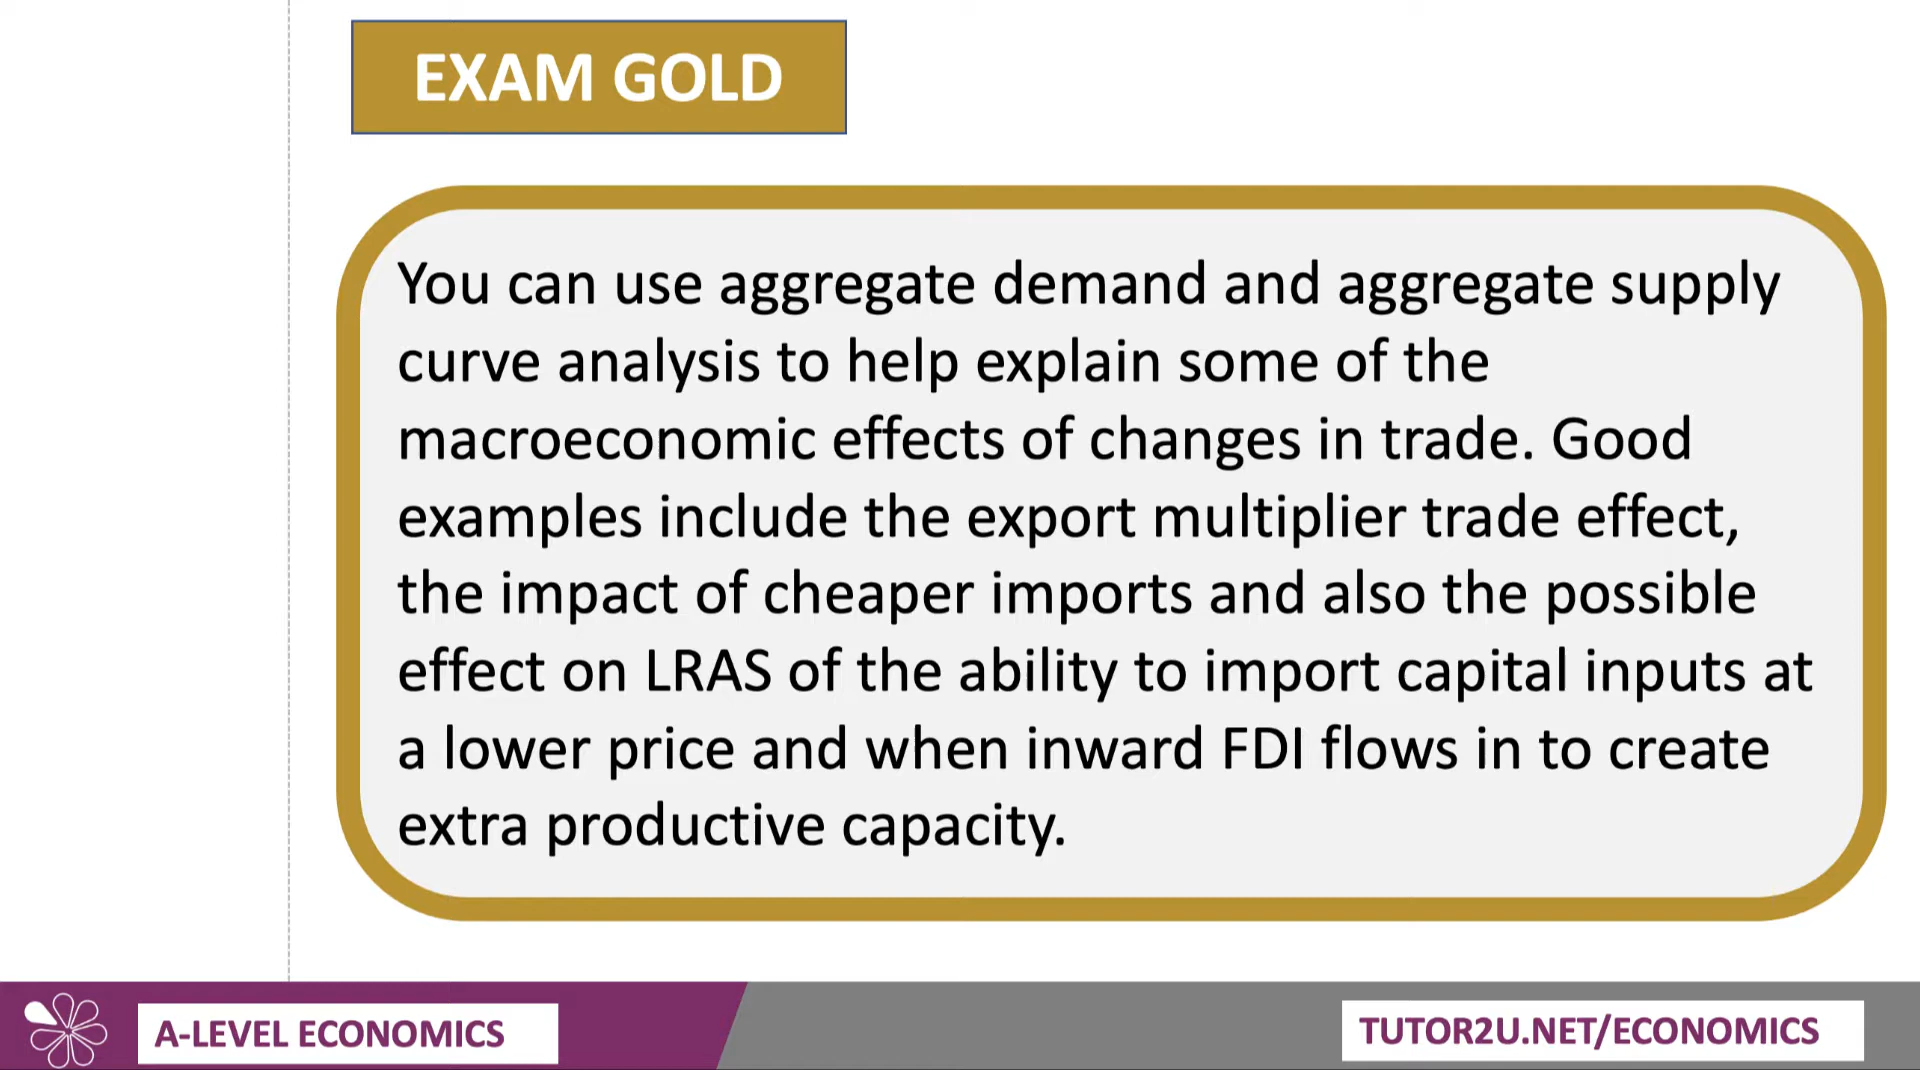 EXAM GOLD
You can use aggregate demand and aggregate supply
curve analysis to help explain some of the
macroeconomic effects of changes in trade. Good
examples include the export multiplier trade effect,
the impact of cheaper imports and also the possible
effect on LRAS of the ability to import capital inputs at
a lower price and when inward FDI flows in to create
extra productive capacity.
A-LEVEL ECONOMICS
TUTOR2U.NET/ECONOMICS